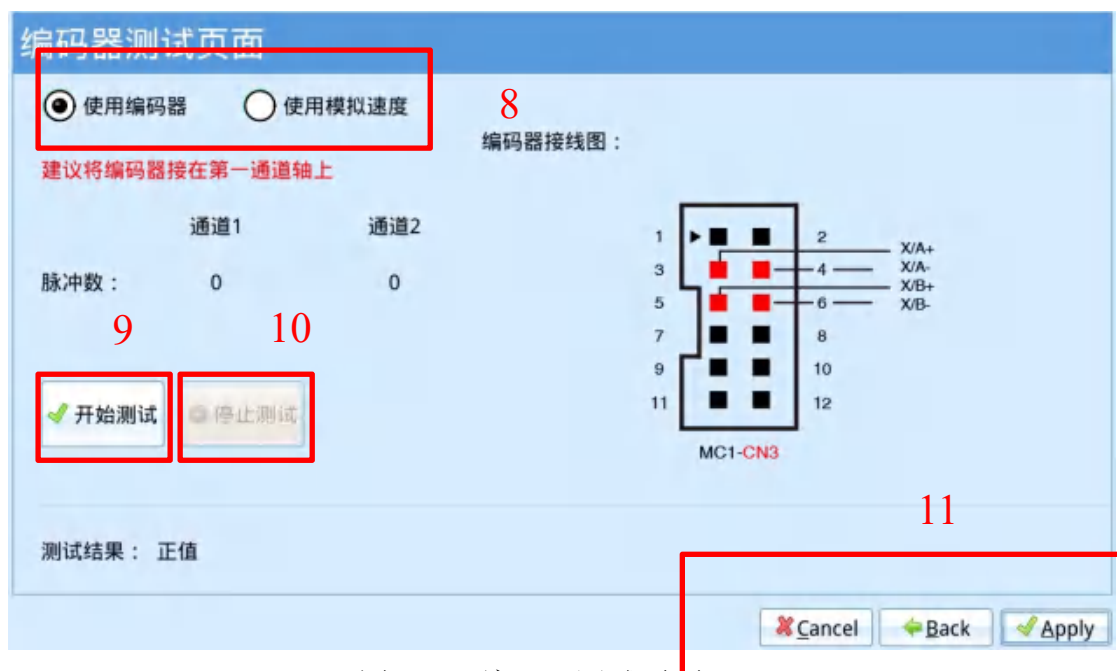 编码器测试页面
使用编码器 使用模拟速度 8
编码器接线图：
建议将编码器接在第一通道轴上
通道1 通道2
脉冲数： 0 0
9 10
开始测试 停止测试
1 2 X/A+
3 4 X/A-
X/B+
5 6 X/B-
7 8
9 10
11 12
MC1-CN3
11
测试结果： 正值
Cancel Back Apply